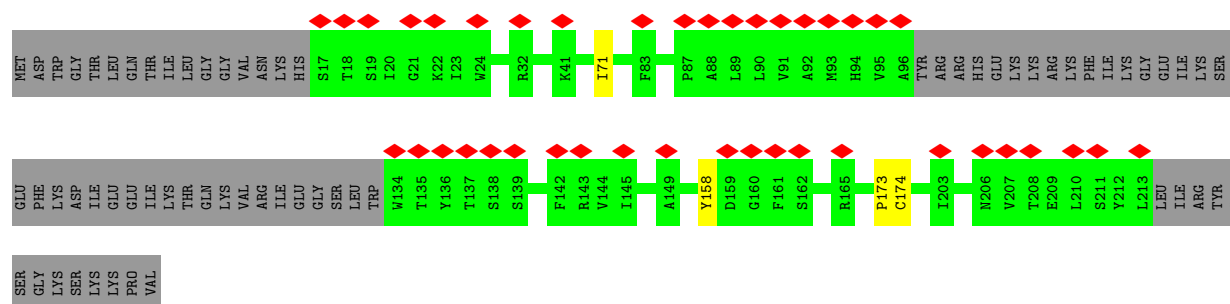 MET ASP TRP GLY THR LEU GLN THR ILE LEU GLY GLY VAL ASN LYS HIS S17 T18 S19 I20 G21 K22 I23 W24 R32 K41 I71 F83 P87 A88 L89 L90 V91 A92 M93 H94 V95 A96 TYR ARG ARG HIS GLU LYS LYS ARG LYS PHE ILE LYS GLY GLU ILE LYS SER
GLU PHE LYS ASP ILE GLU GLU ILE LYS THR GLN LYS VAL ARG ILE GLU GLY SER LEU TRP W134 T135 Y136 T137 S138 S139 F142 R143 V144 I145 A149 Y158 D159 G160 F161 S162 R165 P173 C174 I203 N206 V207 T208 E209 L210 S211 Y212 L213 LEU ILE ARG TYR
SER GLY LYS SER LYS LYS PRO VAL